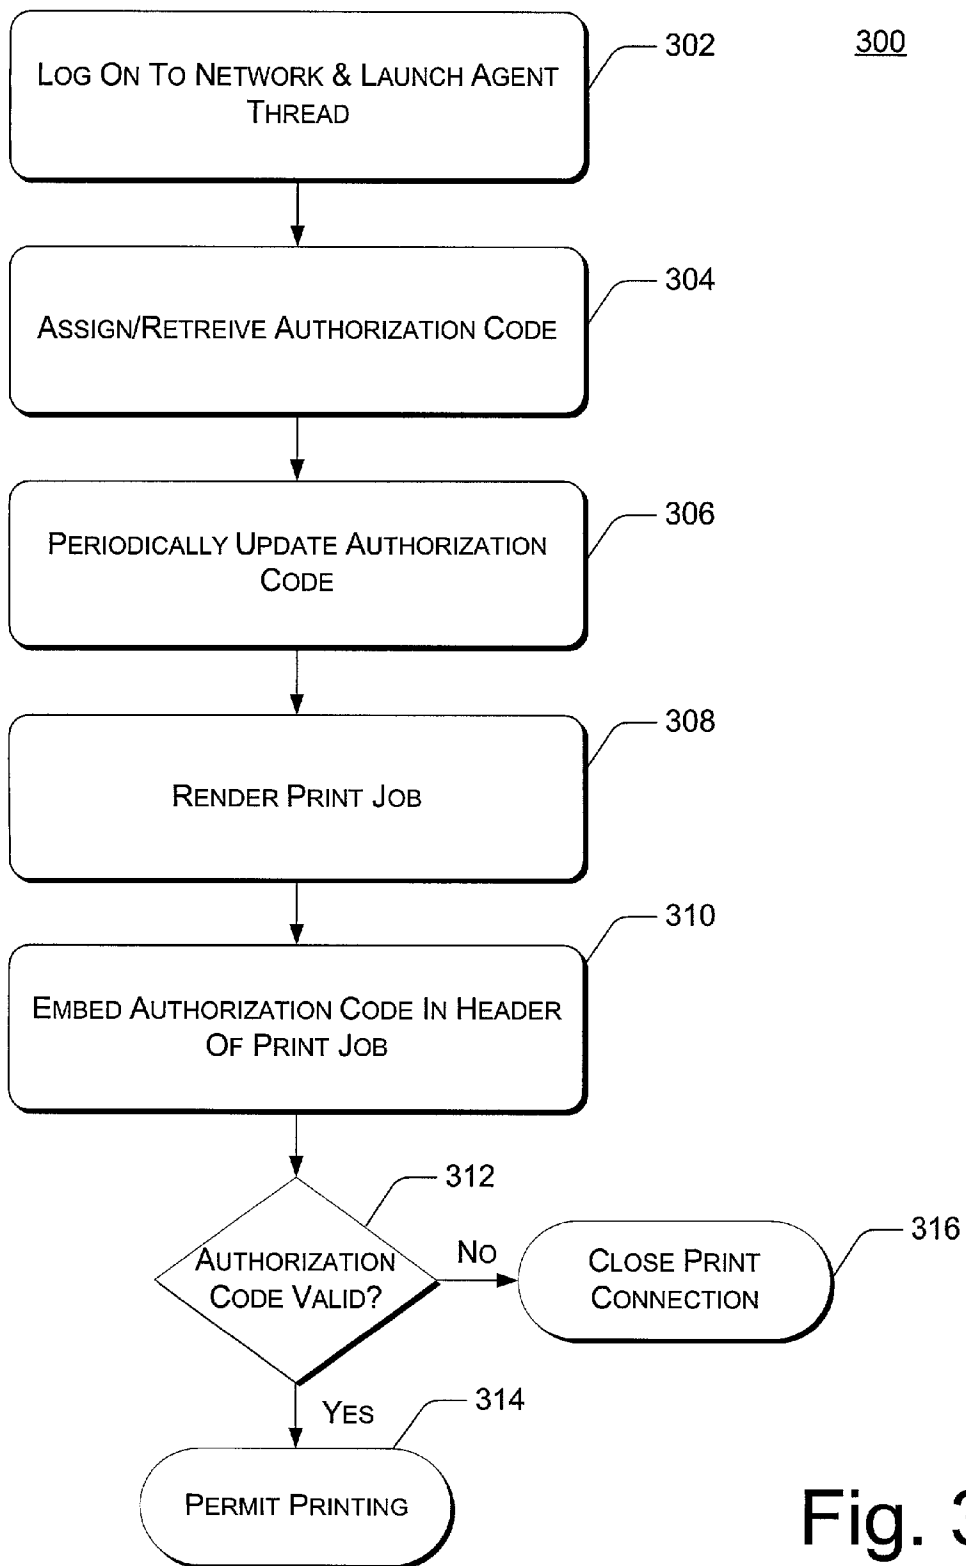 302
300
LOG ON TO NETWORK & LAUNCH AGENT
THREAD
304
ASSIGN/RETREIVE AUTHORIZATION CODE
306
PERIODICALLY UPDATE AUTHORIZATION
CODE
308
RENDER PRINT JOB
310
EMBED AUTHORIZATION CODE IN HEADER
OF PRINT JOB
312
AUTHORIZATION
CODE VALID?
NO
316
CLOSE PRINT
CONNECTION
YES
314
PERMIT PRINTING
Fig. 3